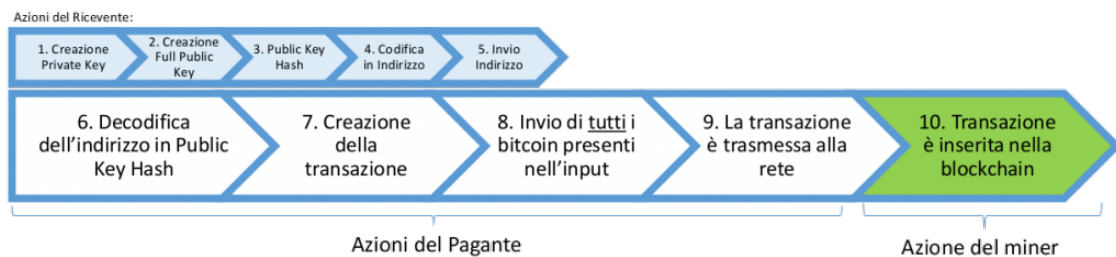 Azioni del Ricevente:
1. Creazione
Private Key
2. Creazione
Full Public
Key
3. Public Key
Hash
4. Codifica
in Indirizzo
5. Invio
Indirizzo
6. Decodifica
dell'indirizzo in Public
Key Hash
7. Creazione
della
transazione
8. Invio di tutti i
bitcoin presenti
nell'input
9. La transazione
è trasmessa alla
rete
10. Transazione
è inserita nella
blockchain
Azioni del Pagante
Azione del miner